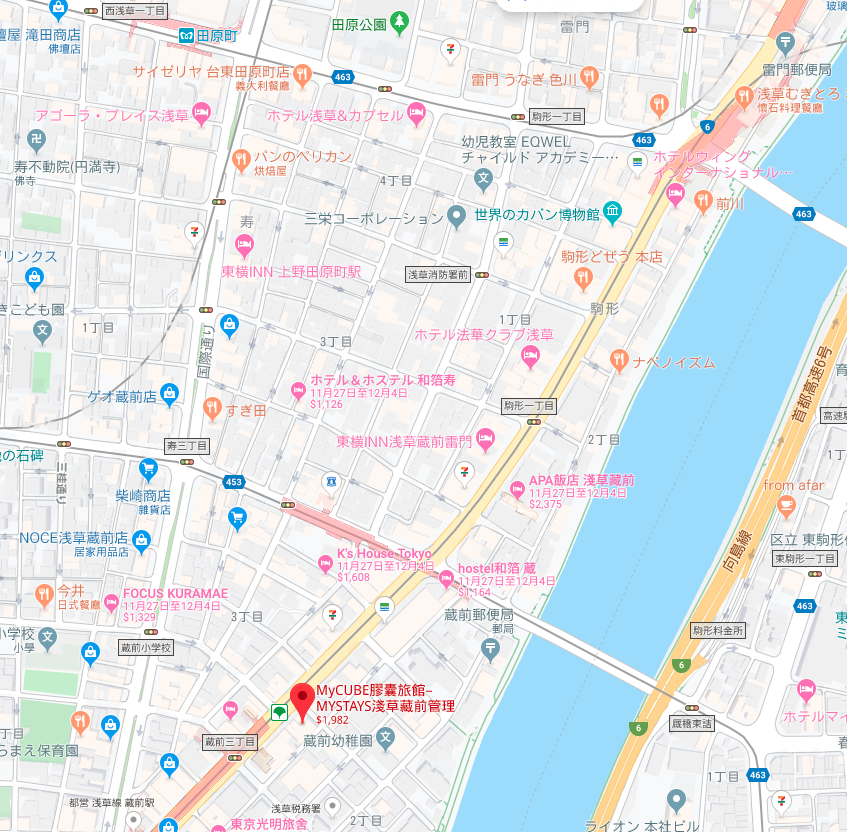 西浅草一丁目
瀧田商店
佛壇店
田原町
田原公園
雷門
雷門郵便局
サイゼリヤ 台東田原町店
義大利餐廳
463
雷門 うなぎ 色川
浅草むぎとろ
懷石料理餐廳
アゴーラ・プレイス浅草
ホテル浅草&カプセル
駒形一丁目
463
6
幼児教室 EQWEL
チャイルド アカデミー…
寿不動院(円満寺)
佛寺
パンのペリカン
烘焙屋
4丁目
ホテルウィング
インターナショナル…
前川
463
寿
三栄コーポレーション
世界のカバン博物館
東横INN 上野田原町駅
浅草消防署前
駒形どぜう 本店
駒形
きこども園
1丁目
国際通り
3丁目
1丁目
ホテル法華クラブ浅草
ナベノイズム
首都高速6号
ホテル＆ホステル 和箔寿
11月27日至12月4日
$1,126
ゲオ蔵前店
すぎ田
駒形一丁目
寿三丁目
東横INN浅草蔵前雷門
2丁目
の石碑
三筋通り
453
柴崎商店
雜貨店
APA飯店 淺草藏前
11月27日至12月4日
$2,375
from afar
NOCE浅草蔵前店
居家用品店
向島線
区立 東駒形
東駒形一丁目
K's House Tokyo
11月27日至12月4日
$1,608
hostel和箔 蔵
11月27日至12月4日
$1,164
今井
日式餐廳
FOCUS KURAMAE
11月27日至12月4日
$1,329
463
蔵前郵便局
郵局
3丁目
小学校
小學
蔵前小学校
駒形料金所
6
MyCUBE膠囊旅館–
MYSTAYS淺草藏前管理
$1,982
ホテルマイ
厩橋東詰
6
蔵前三丁目
蔵前幼稚園
らまえ保育園
1丁目
463
都営 浅草線 蔵前駅
浅草税務署
2丁目
東京光明旅舍
ライオン 本社ビル